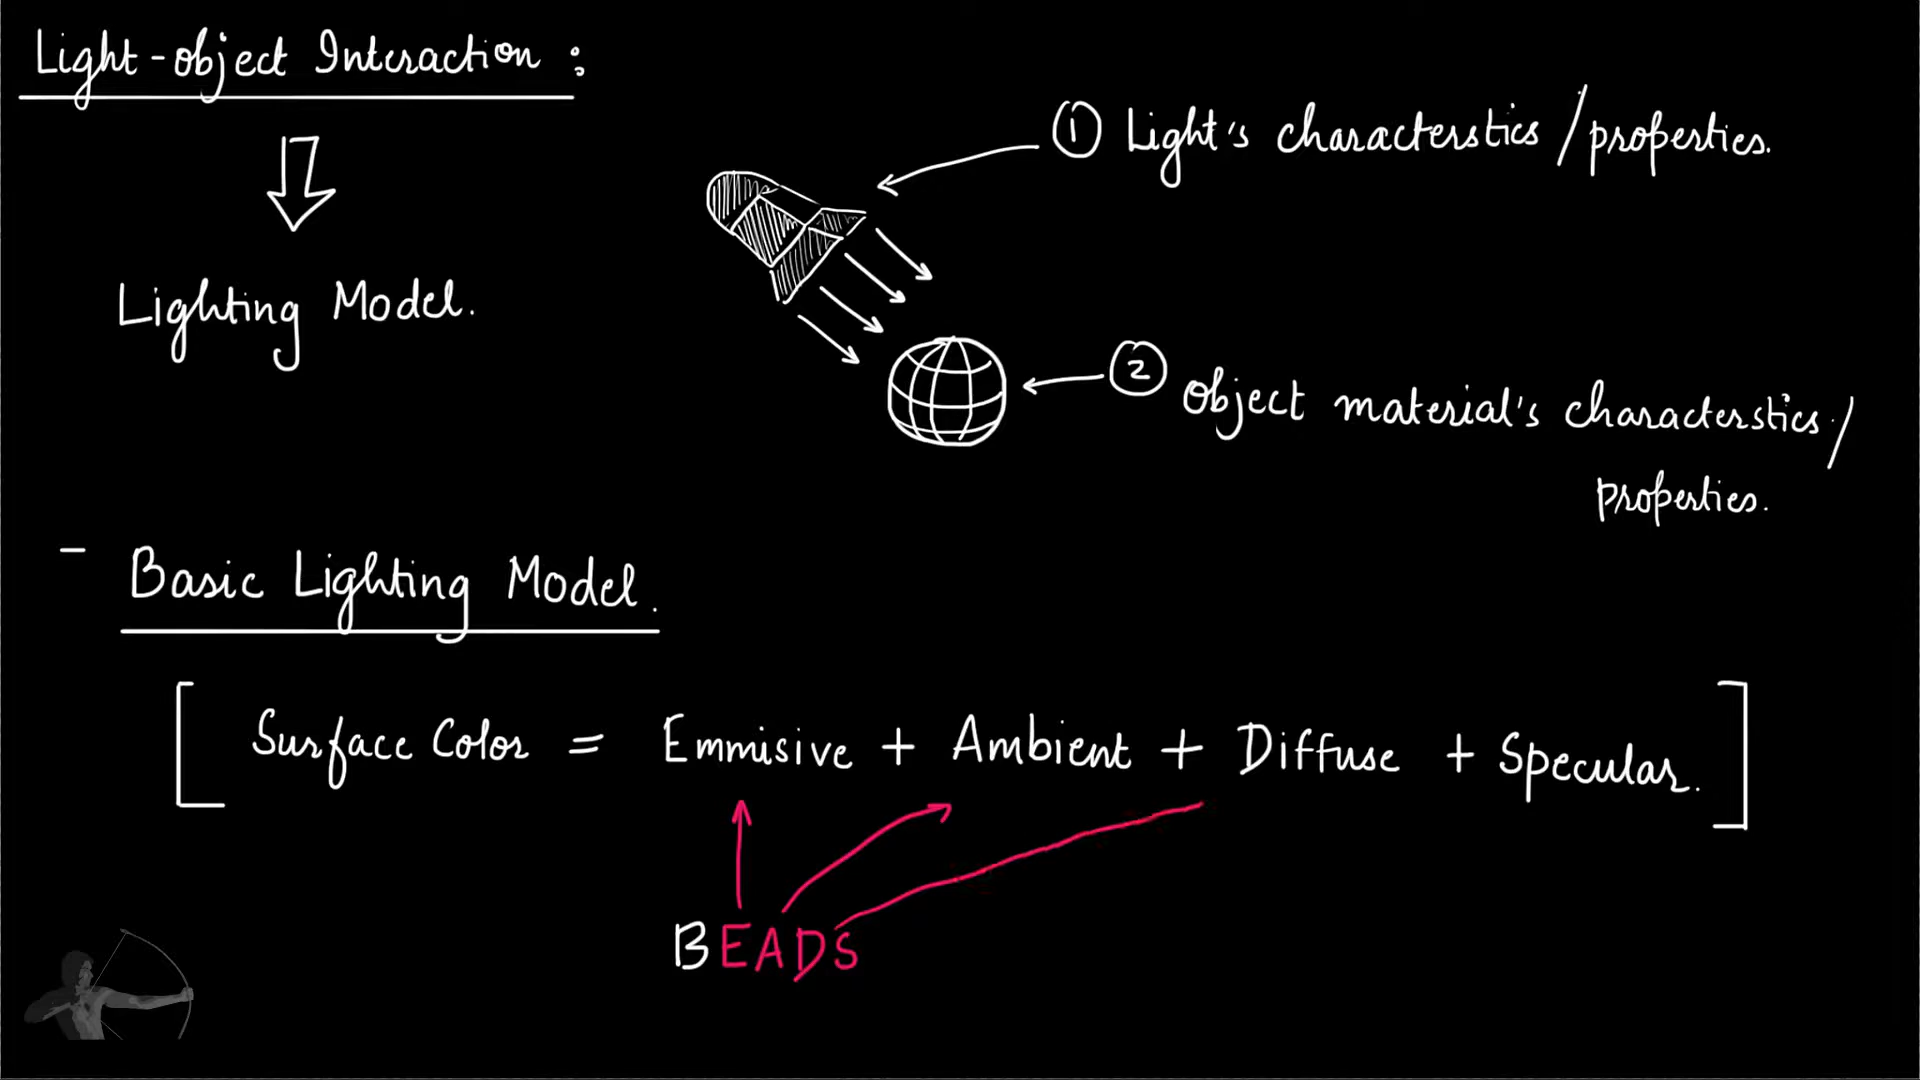 Light-object Interaction :
① Light's characterstics / properties.
Lighting Model.
② Object material's characterstics /
properties.
- Basic Lighting Model.
[ Surface Color = Emmisive + Ambient + Diffuse + Specular. ]
BEADS